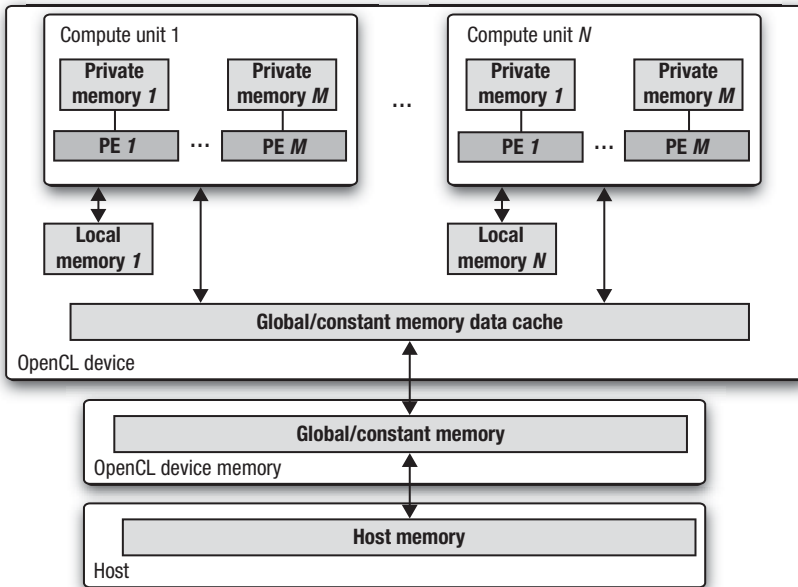 Compute unit 1
Private memory 1
Private memory M
PE 1
...
PE M
...
Compute unit N
Private memory 1
Private memory M
PE 1
...
PE M
Local memory 1
Local memory N
Global/constant memory data cache
OpenCL device
Global/constant memory
OpenCL device memory
Host memory
Host